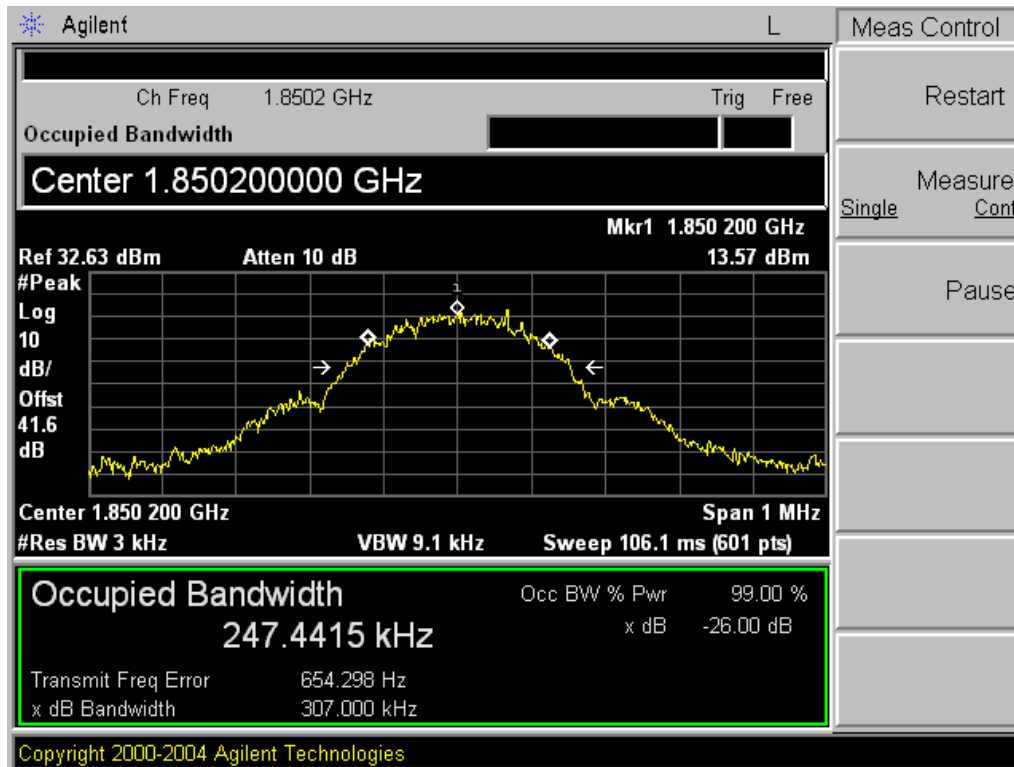 Agilent L Meas Control
Ch Freq 1.8502 GHz Trig Free
Occupied Bandwidth
Center 1.850200000 GHz
Mkr1 1.850 200 GHz
Ref 32.63 dBm Atten 10 dB 13.57 dBm
#Peak
Log
10
dB/
Offst
41.6
dB
1
Center 1.850 200 GHz Span 1 MHz
#Res BW 3 kHz VBW 9.1 kHz Sweep 106.1 ms (601 pts)
Occupied Bandwidth
247.4415 kHz
Occ BW % Pwr 99.00 %
x dB -26.00 dB
Transmit Freq Error 654.298 Hz
x dB Bandwidth 307.000 kHz
Restart
Measure
Single Cont
Pause
Copyright 2000-2004 Agilent Technologies